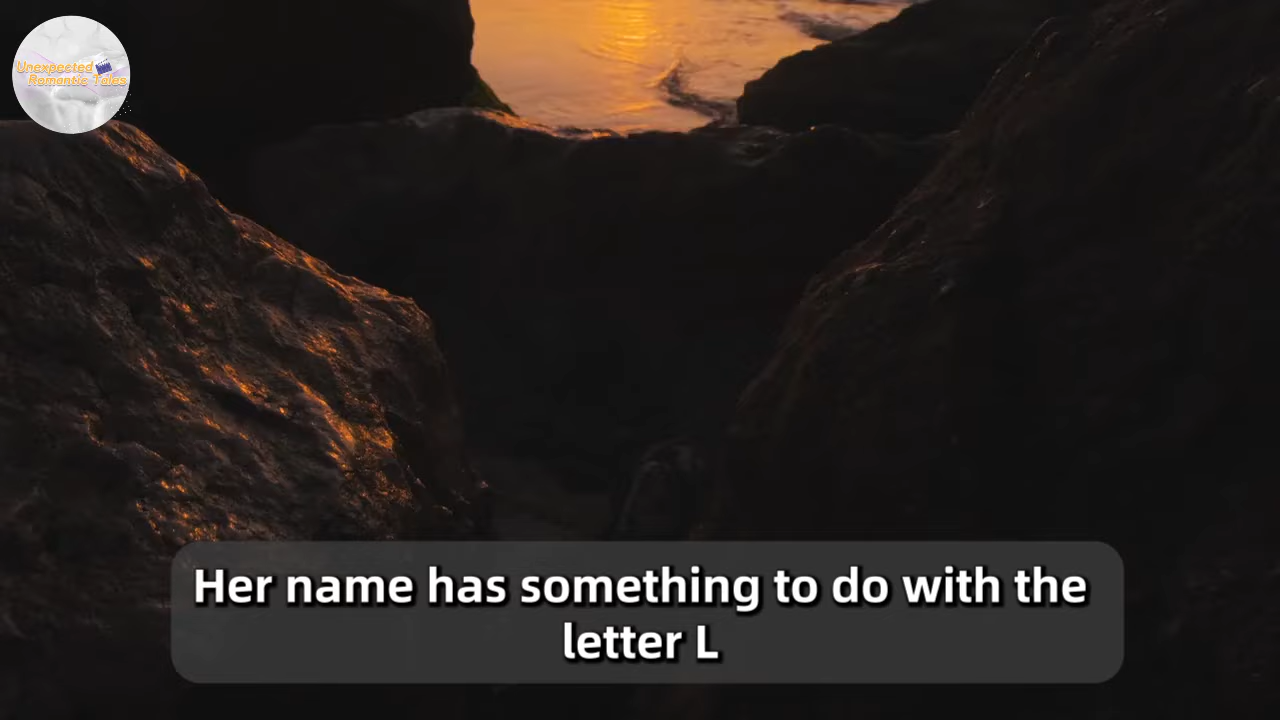 Unexpected
Romantic Tales
Her name has something to do with the
letter L